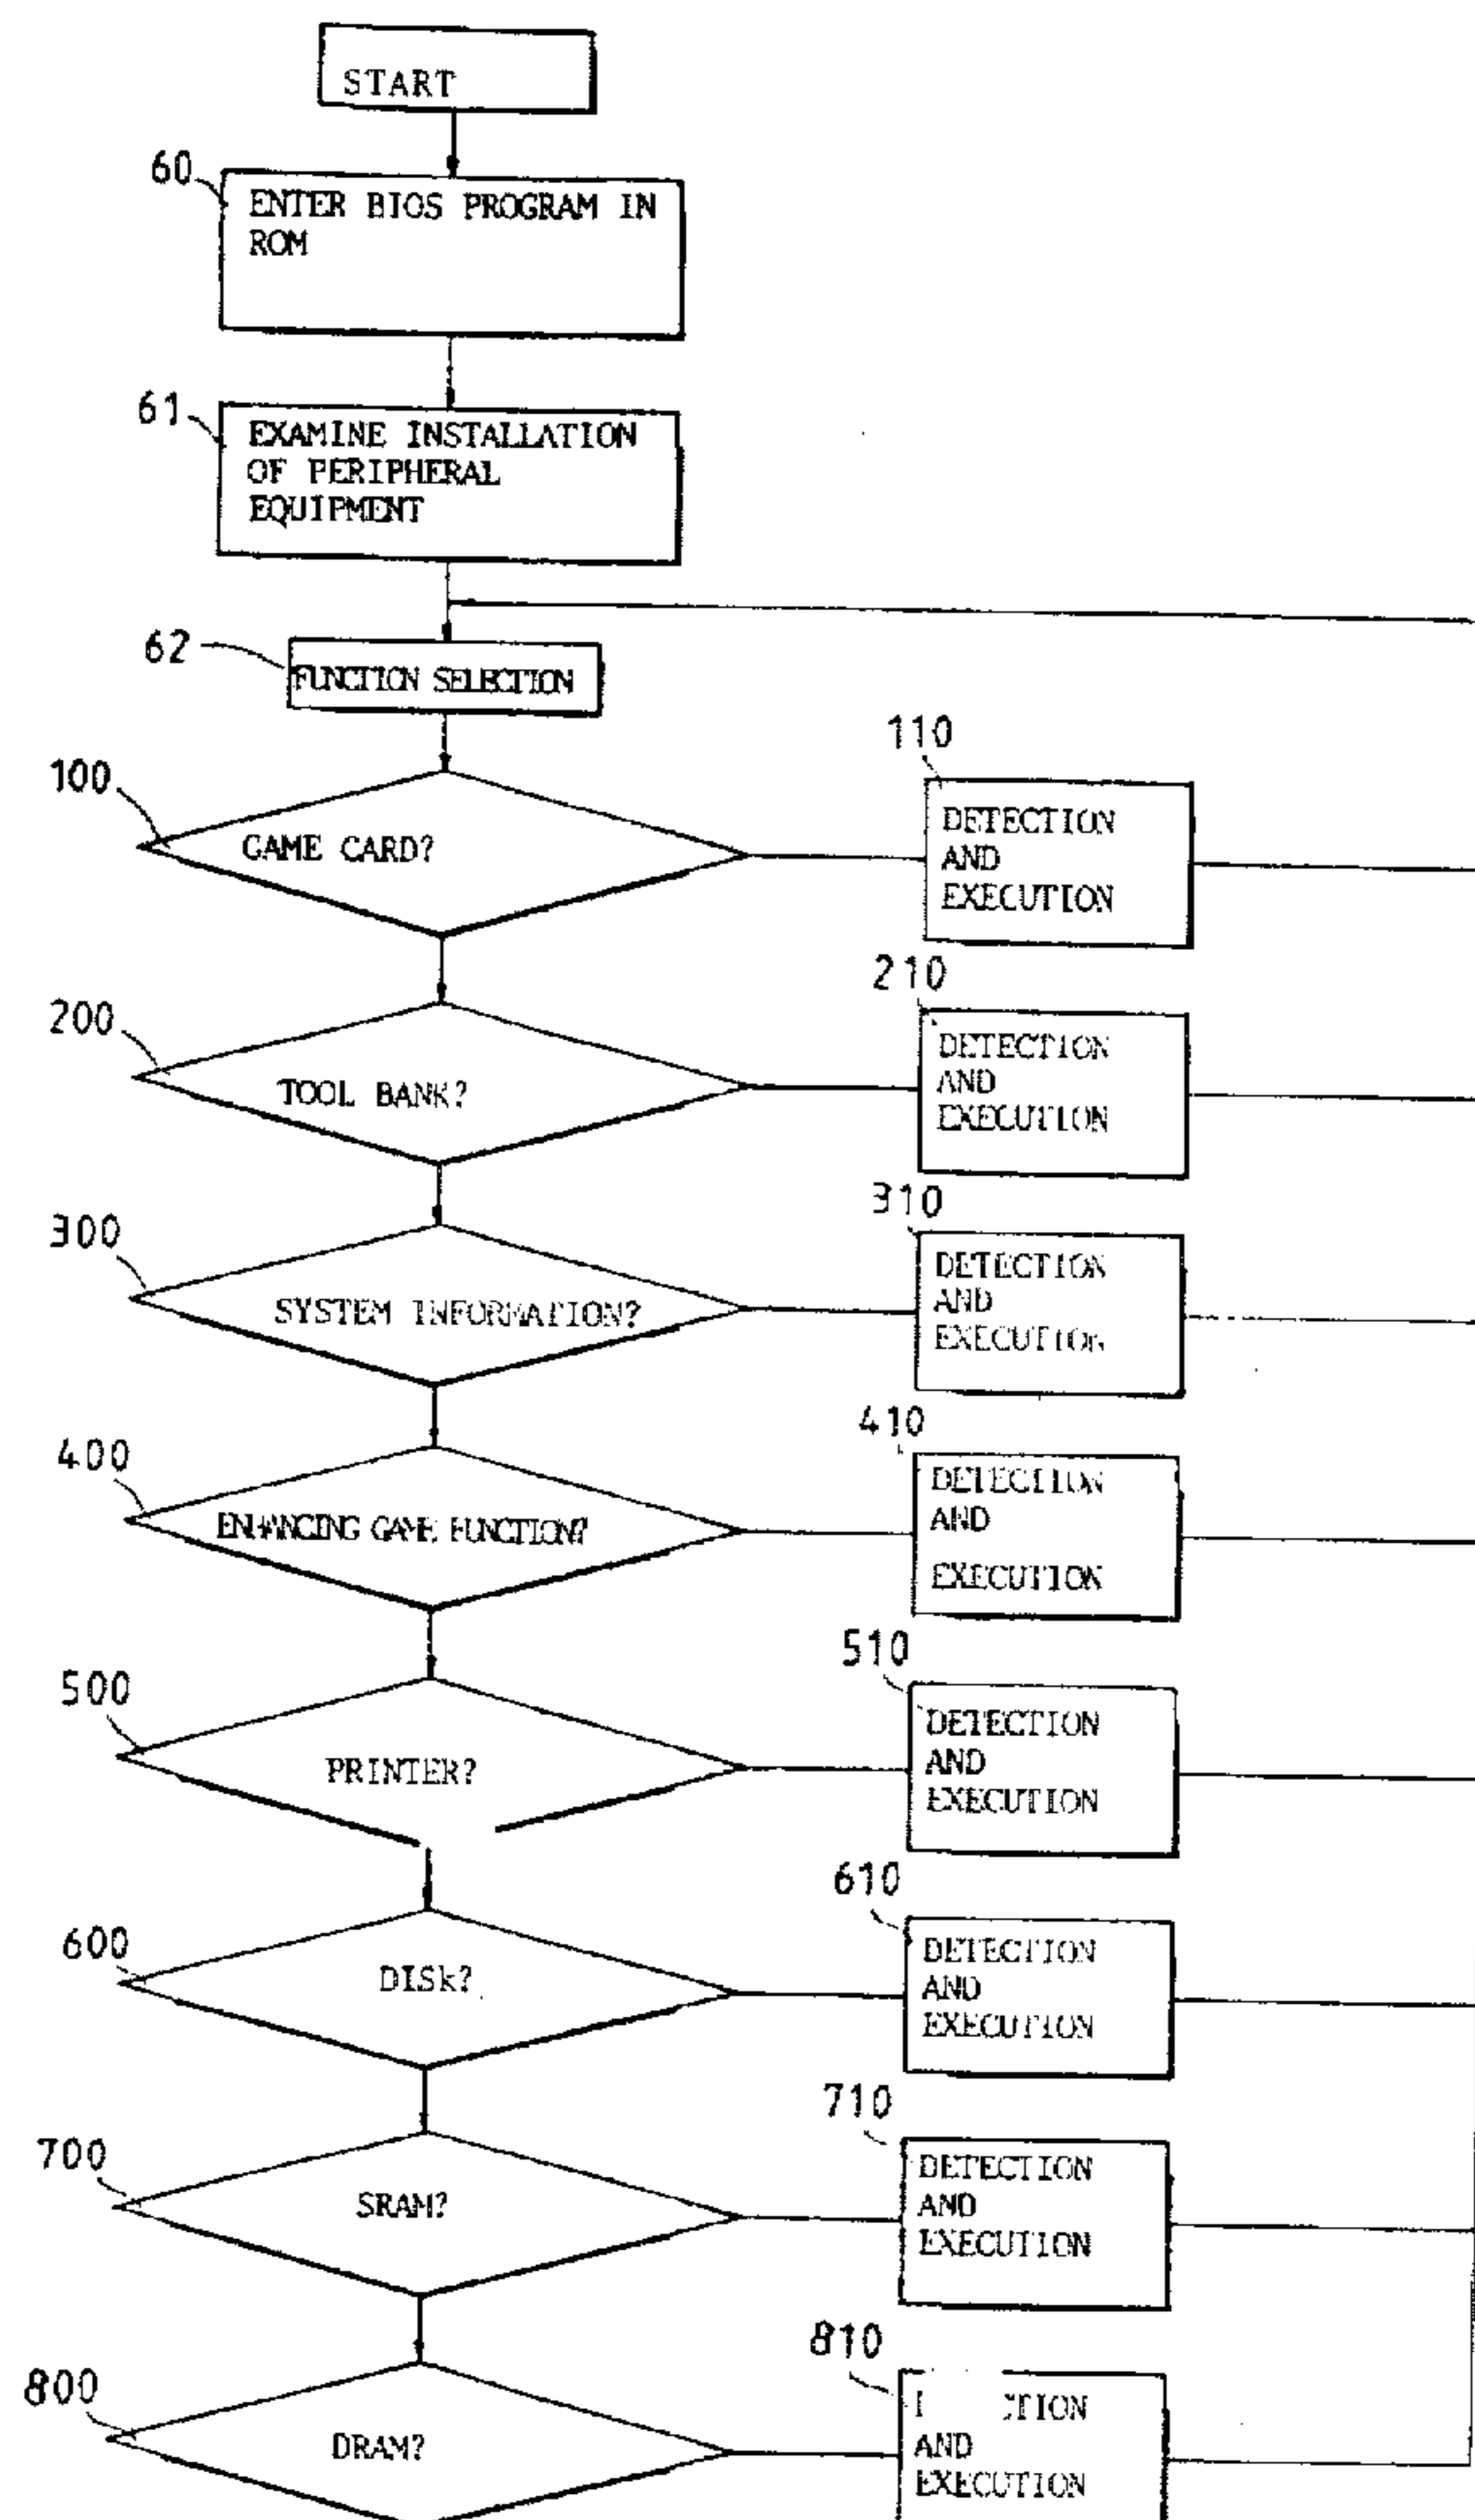 START
60
ENTER BIOS PROGRAM IN
ROM
61
EXAMINE INSTALLATION
OF PERIPHERAL
EQUIPMENT
62
FUNCTION SELECTION
110
100
GAME CARD?
DETECTION
AND
EXECUTION
210
200
TOOL BANK?
DETECTION
AND
EXECUTION
310
300
SYSTEM INFORMATION?
DETECTION
AND
EXECUTION
410
400
ENHANCING GAME FUNCTION?
DETECTION
AND
EXECUTION
510
500
PRINTER?
DETECTION
AND
EXECUTION
610
600
DISk?
DETECTION
AND
EXECUTION
710
700
SRAM?
DETECTION
AND
EXECUTION
810
800
DRAM?
AND
EXECUTION